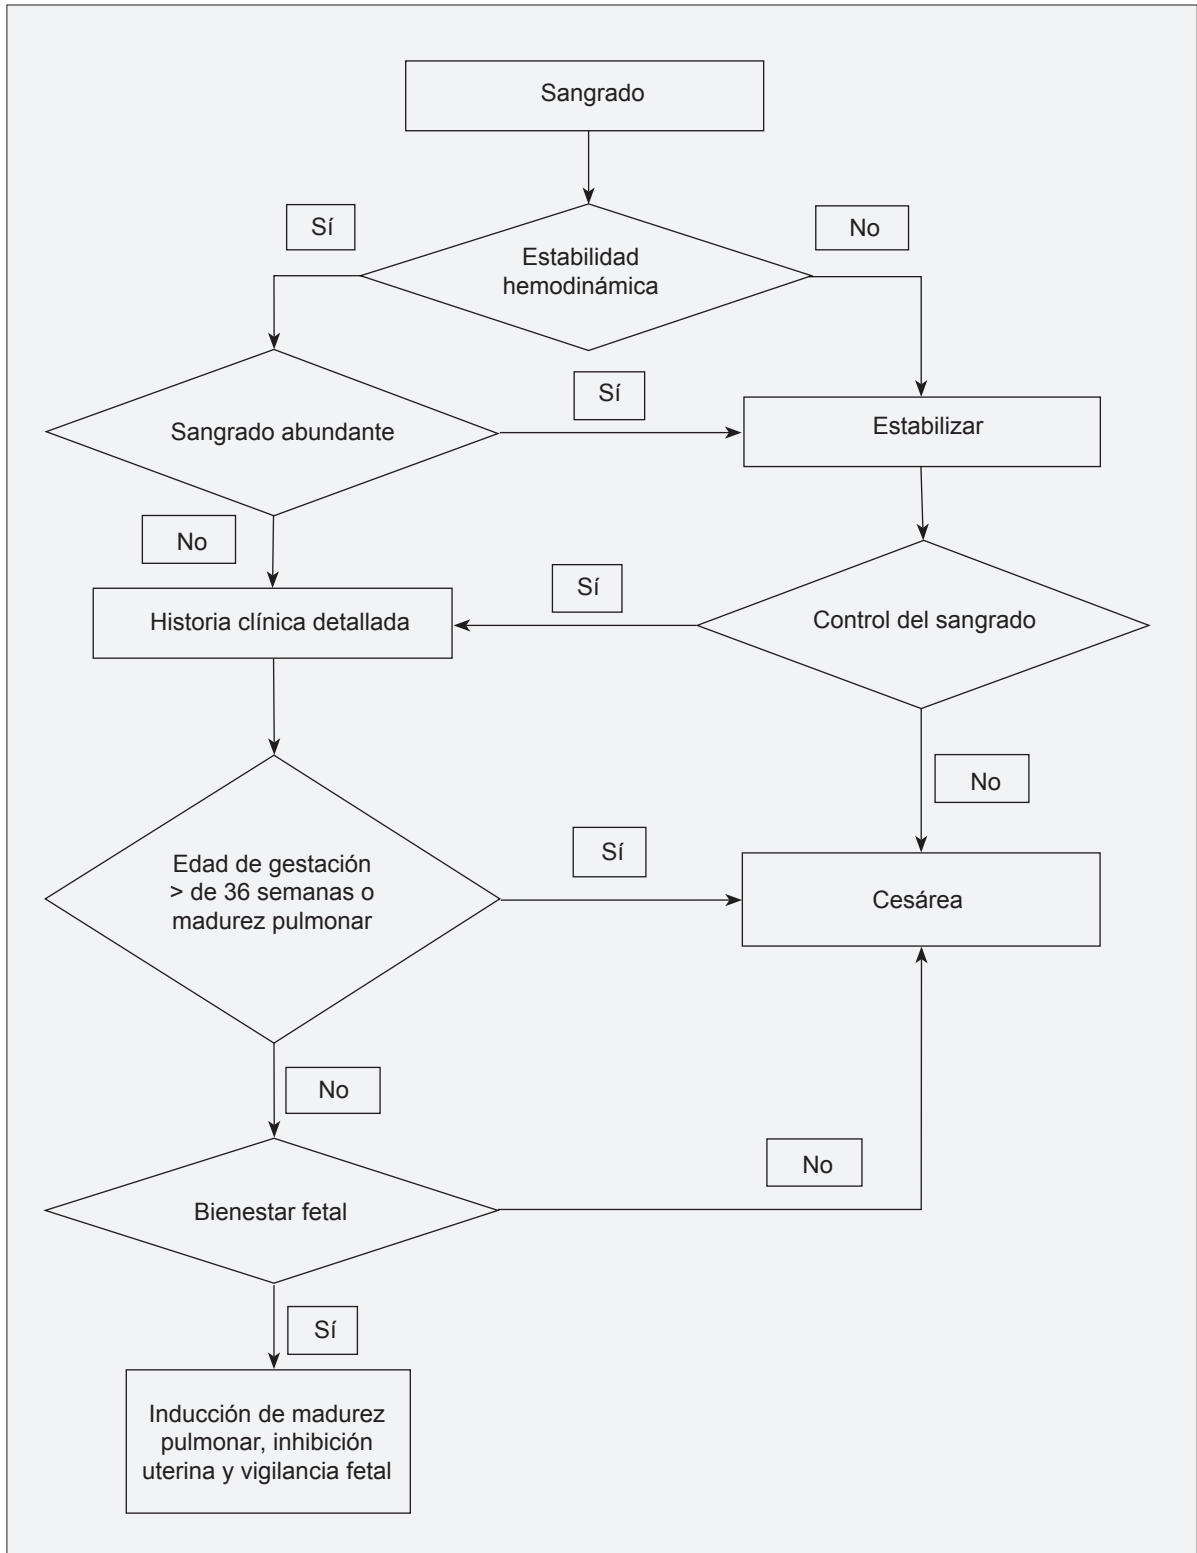 Sangrado
Sí
No
Estabilidad
hemodinámica
Sí
Sangrado abundante
Estabilizar
No
Sí
Historia clínica detallada
Control del sangrado
No
Edad de gestación
> de 36 semanas o
madurez pulmonar
Sí
Cesárea
No
No
Bienestar fetal
Sí
Inducción de madurez
pulmonar, inhibición
uterina y vigilancia fetal